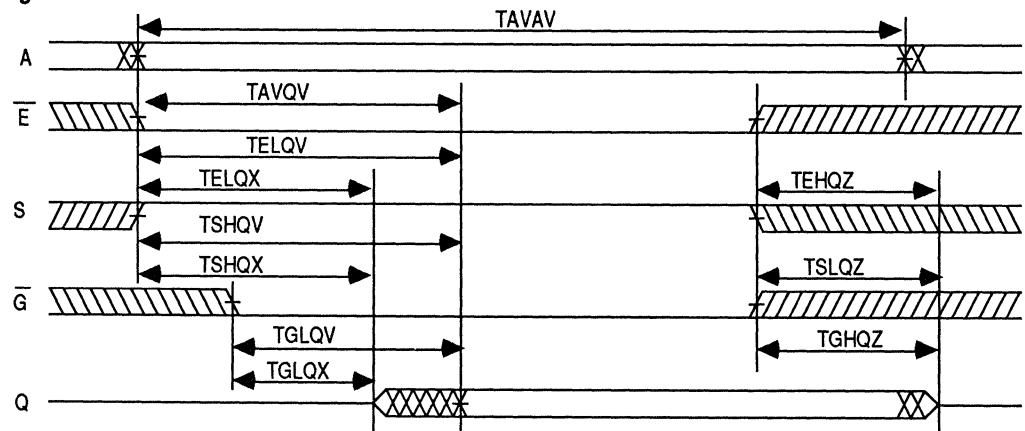 TAVAV
A
TAVQV
E
TELQV
TELQX
TEHQZ
S
TSHQV
TSHQX
TSLQZ
G
TGLQV
TGHQZ
TGLQX
Q